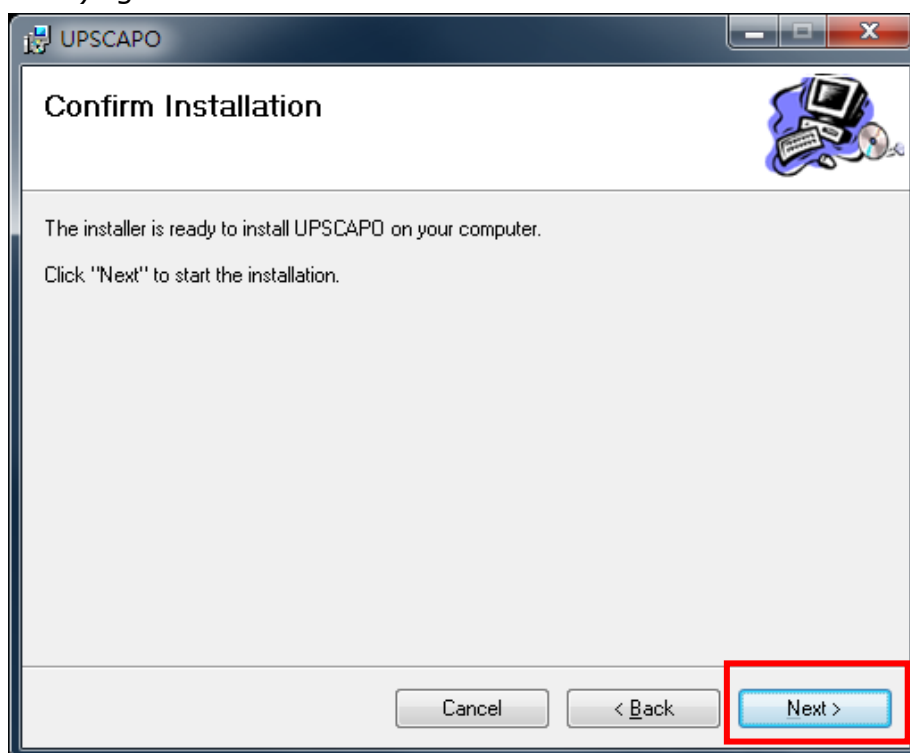 UPSCAPO
Confirm Installation
The installer is ready to install UPSCAPO on your computer.
Click "Next" to start the installation.
Cancel
< Back
Next >